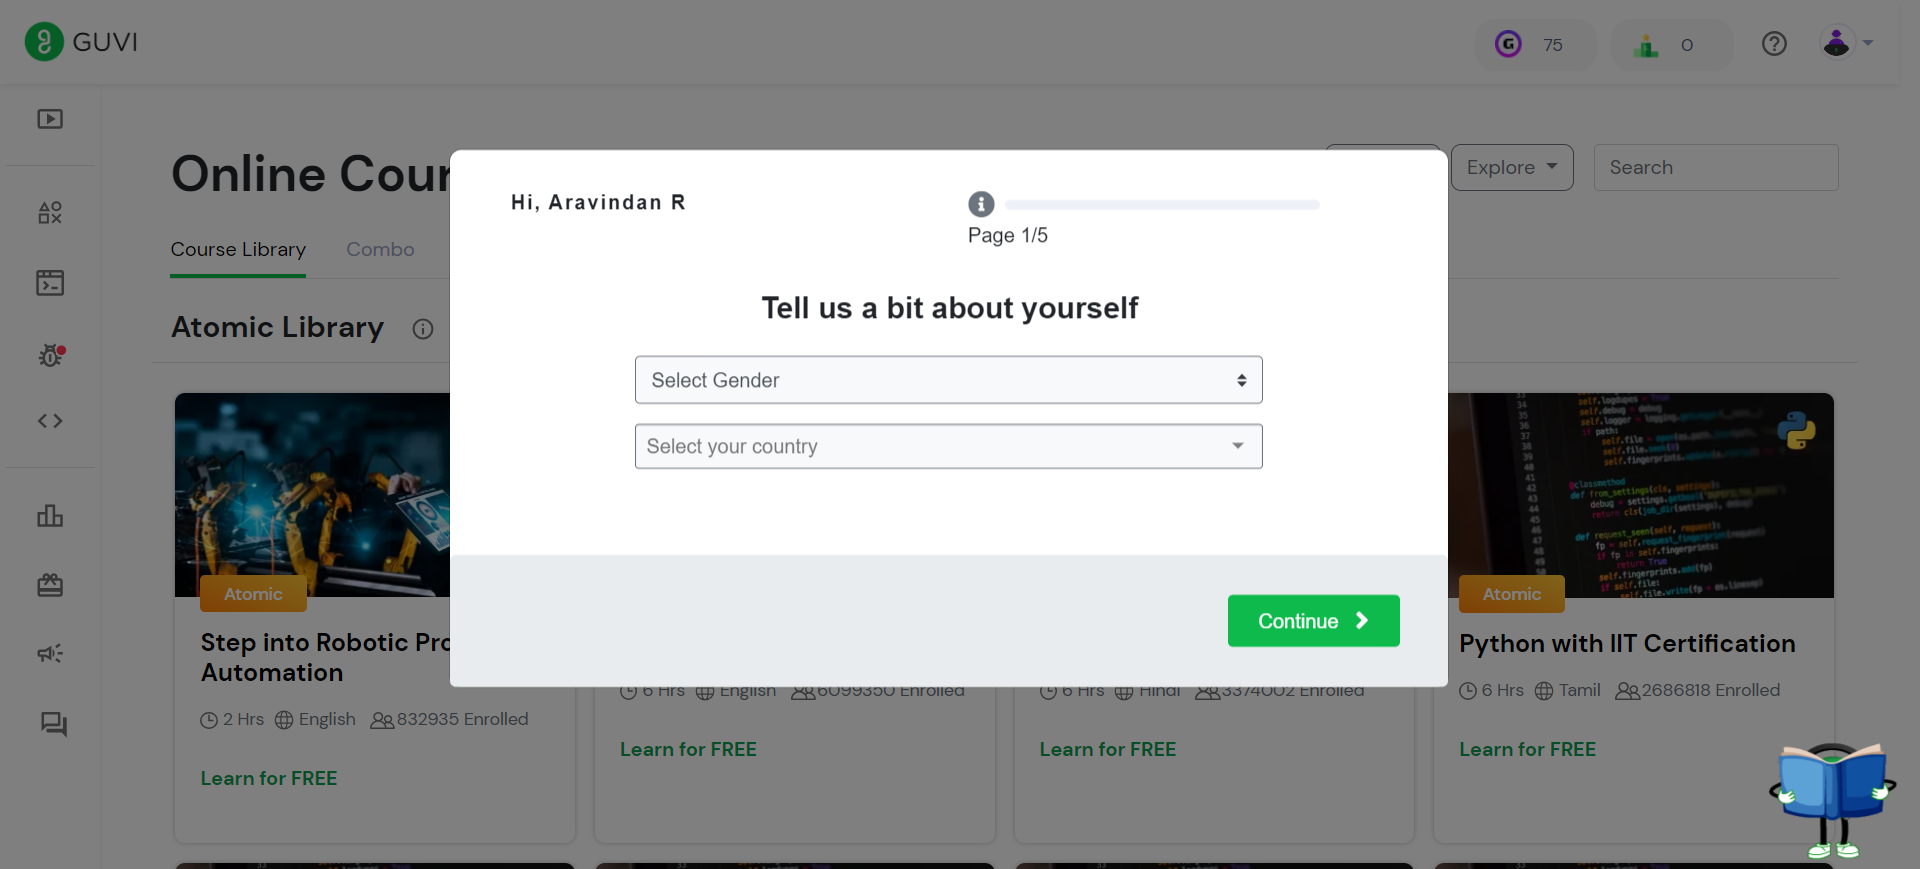 GUVI
75
0
Online Cour
Explore
Search
Course Library
Combo
Atomic Library
Hi, Aravindan R
Page 1/5
Tell us a bit about yourself
Select Gender
Select your country
Continue
Atomic
Step into Robotic Pro
Automation
2 Hrs English 832935 Enrolled
Learn for FREE
6 Hrs English 6099350 Enrolled
Learn for FREE
6 Hrs Hindi 3374002 Enrolled
Learn for FREE
Atomic
Python with IIT Certification
6 Hrs Tamil 2686818 Enrolled
Learn for FREE